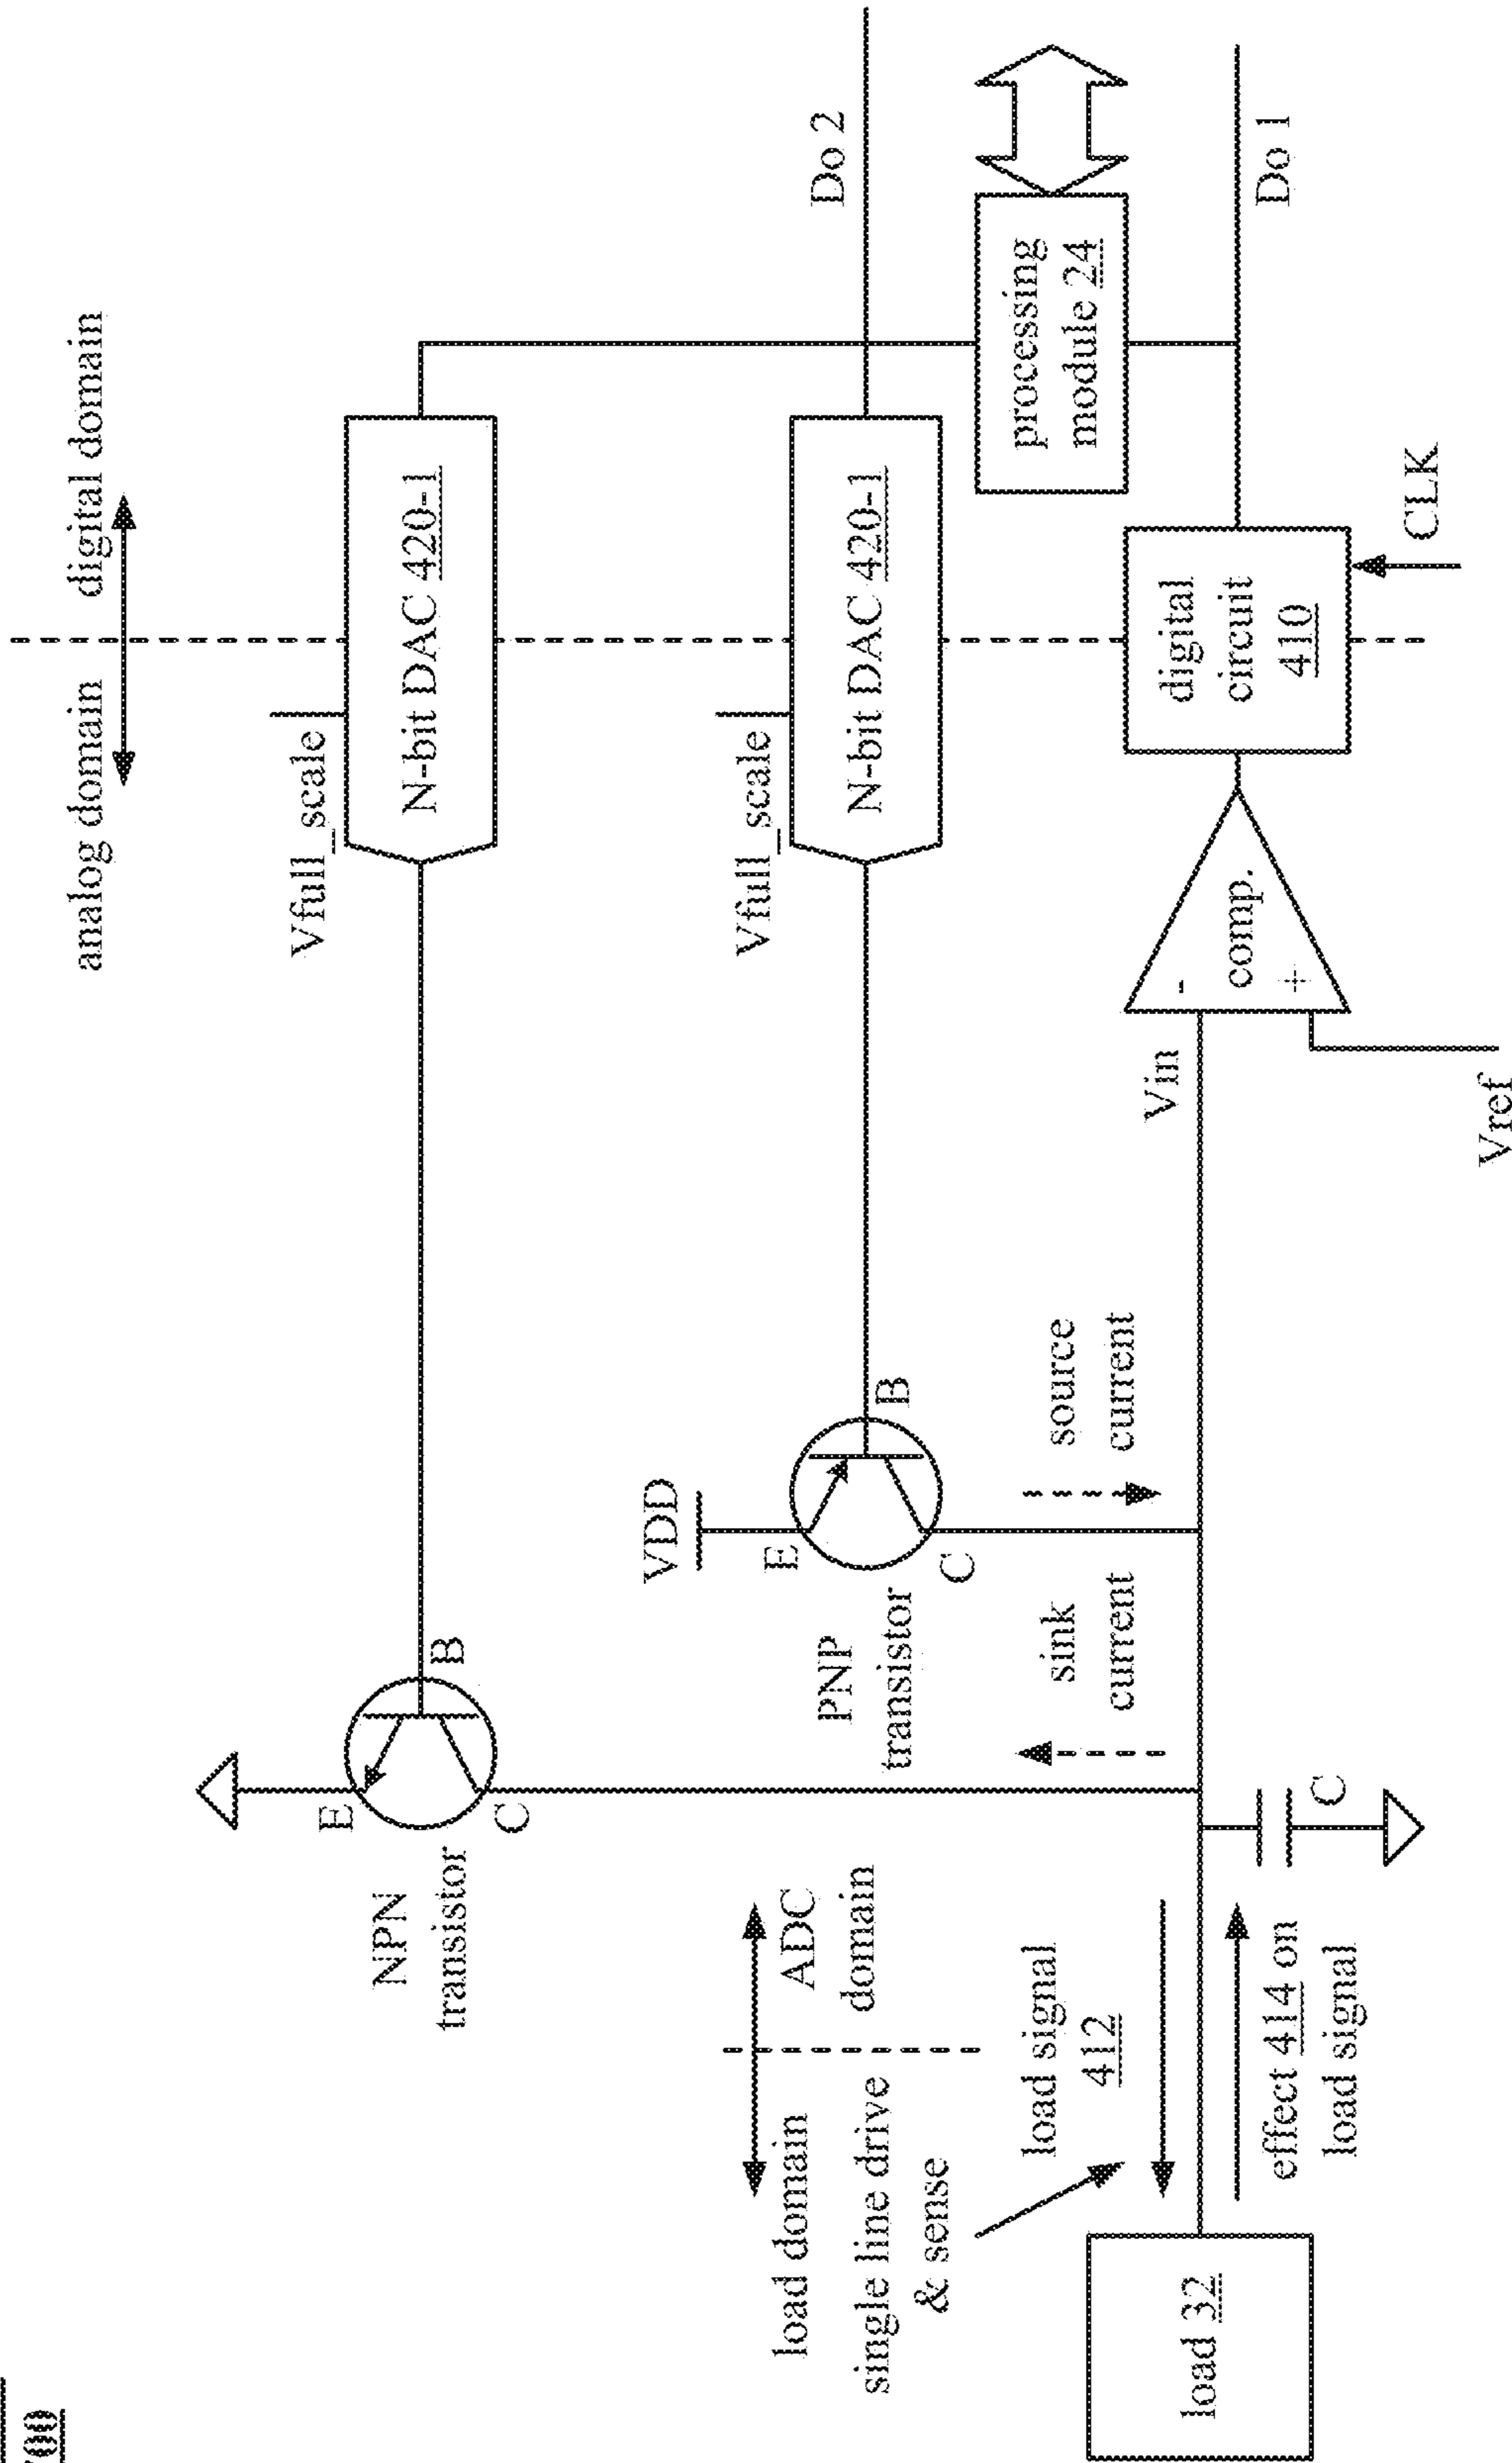 analog domain
digital domain
Vfull_scale
N-bit DAC 420-1
NPN
transistor
E
B
C
VDD
E
B
C
PNP
transistor
Vfull_scale
N-bit DAC 420-1
Do 2
load domain
ADC
domain
single line drive
& sense
sink
current
source
current
processing
module 24
load signal
412
Vin
-
comp.
+
Vref
digital
circuit
410
CLK
Do 1
load 32
effect 414 on
load signal
C